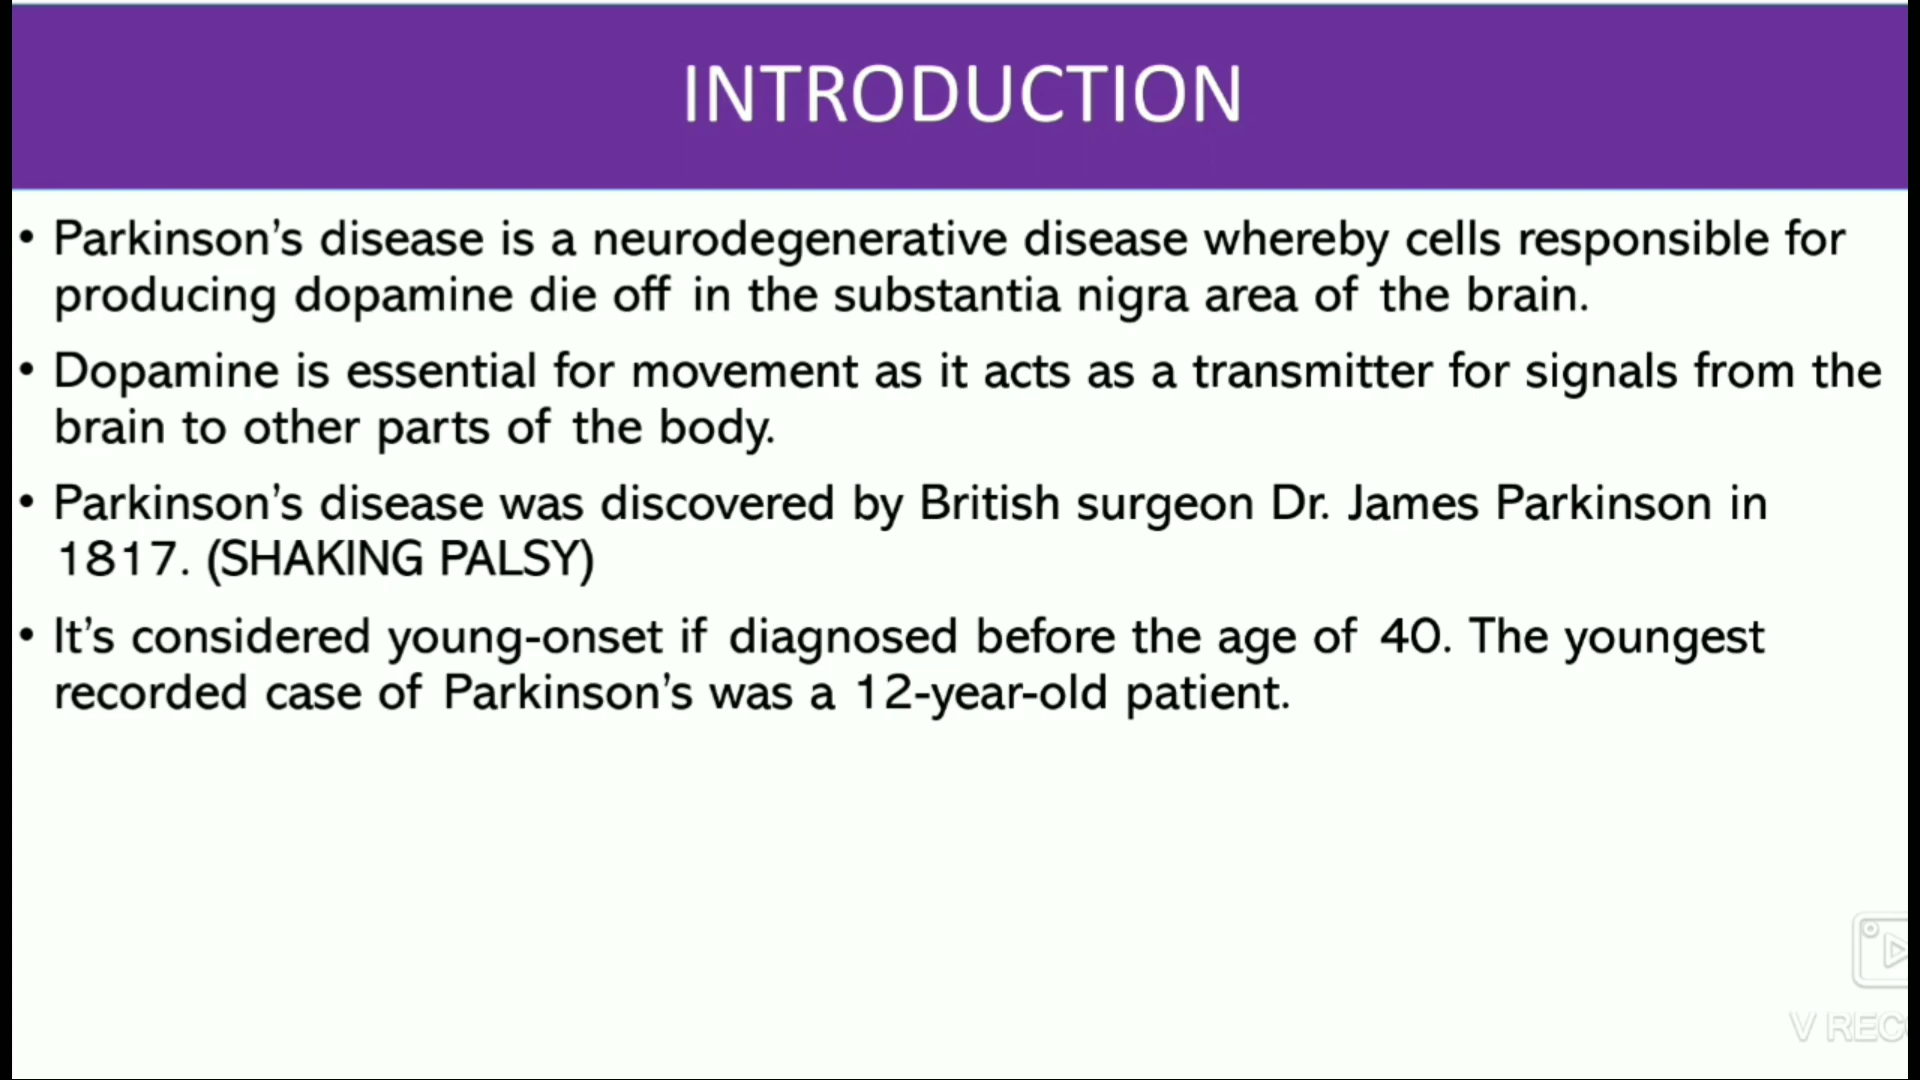 INTRODUCTION
• Parkinson’s disease is a neurodegenerative disease whereby cells responsible for
producing dopamine die off in the substantia nigra area of the brain.
• Dopamine is essential for movement as it acts as a transmitter for signals from the
brain to other parts of the body.
• Parkinson’s disease was discovered by British surgeon Dr. James Parkinson in
1817. (SHAKING PALSY)
• It’s considered young-onset if diagnosed before the age of 40. The youngest
recorded case of Parkinson’s was a 12-year-old patient.
V REC